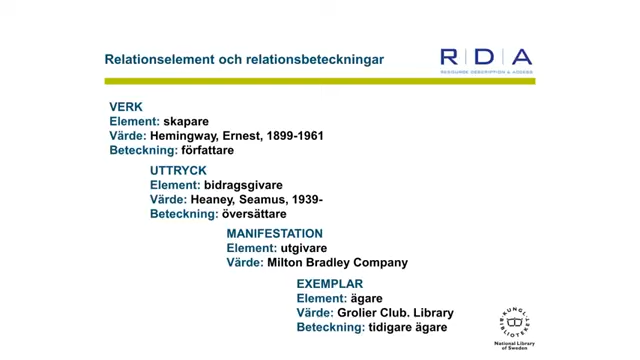 Relationselement och relationsbeteckningar
R D A
RESOURCE DESCRIPTION & ACCESS
VERK
Element: skapare
Värde: Hemingway, Ernest, 1899-1961
Beteckning: författare
UTTRYCK
Element: bidragsgivare
Värde: Heaney, Seamus, 1939-
Beteckning: översättare
MANIFESTATION
Element: utgivare
Värde: Milton Bradley Company
EXEMPLAR
Element: ägare
Värde: Grolier Club. Library
Beteckning: tidigare ägare
KUNGL.
BIBLIOTEKET
National Library
of Sweden